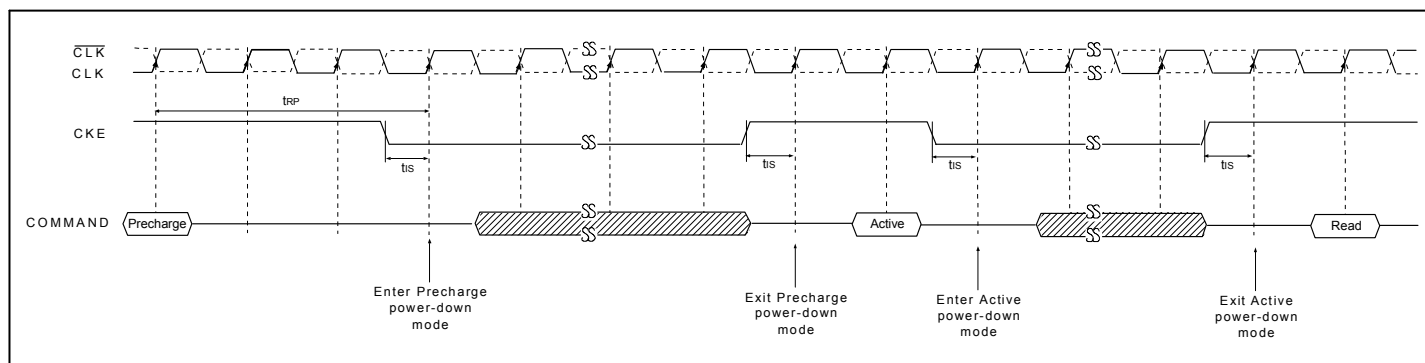 CLK
CLK
tRP
CKE
tIS
tIS
tIS
tIS
COMMAND
Precharge
Active
Read
Enter Precharge
power-down
mode
Exit Precharge
power-down
mode
Enter Active
power-down
mode
Exit Active
power-down
mode